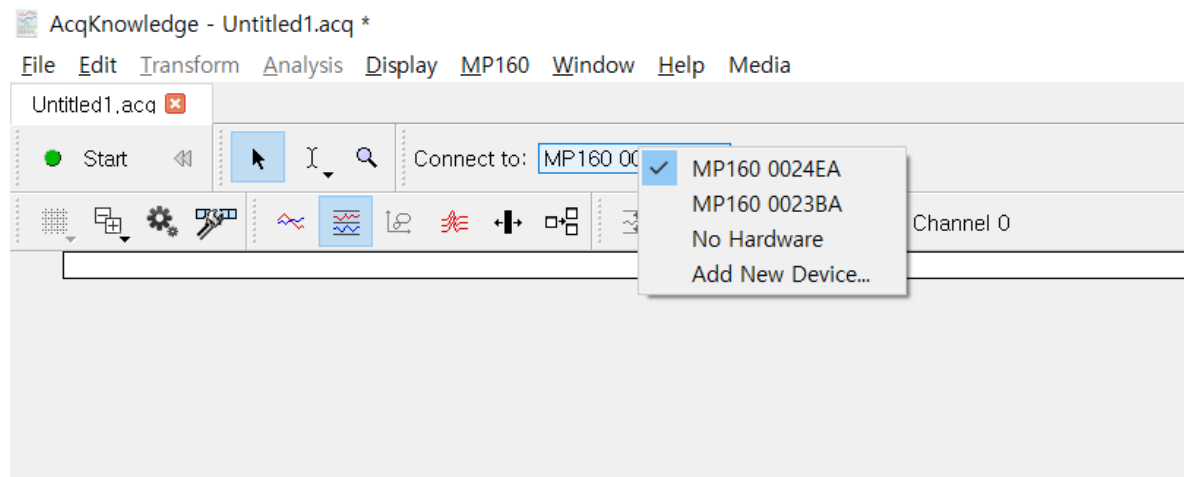 AcqKnowledge - Untitled1.acq *
File Edit Transform Analysis Display MP160 Window Help Media
Untitled1.acq
Start Connect to: MP160 00
MP160 0024EA
MP160 0023BA
No Hardware
Add New Device...
Channel 0